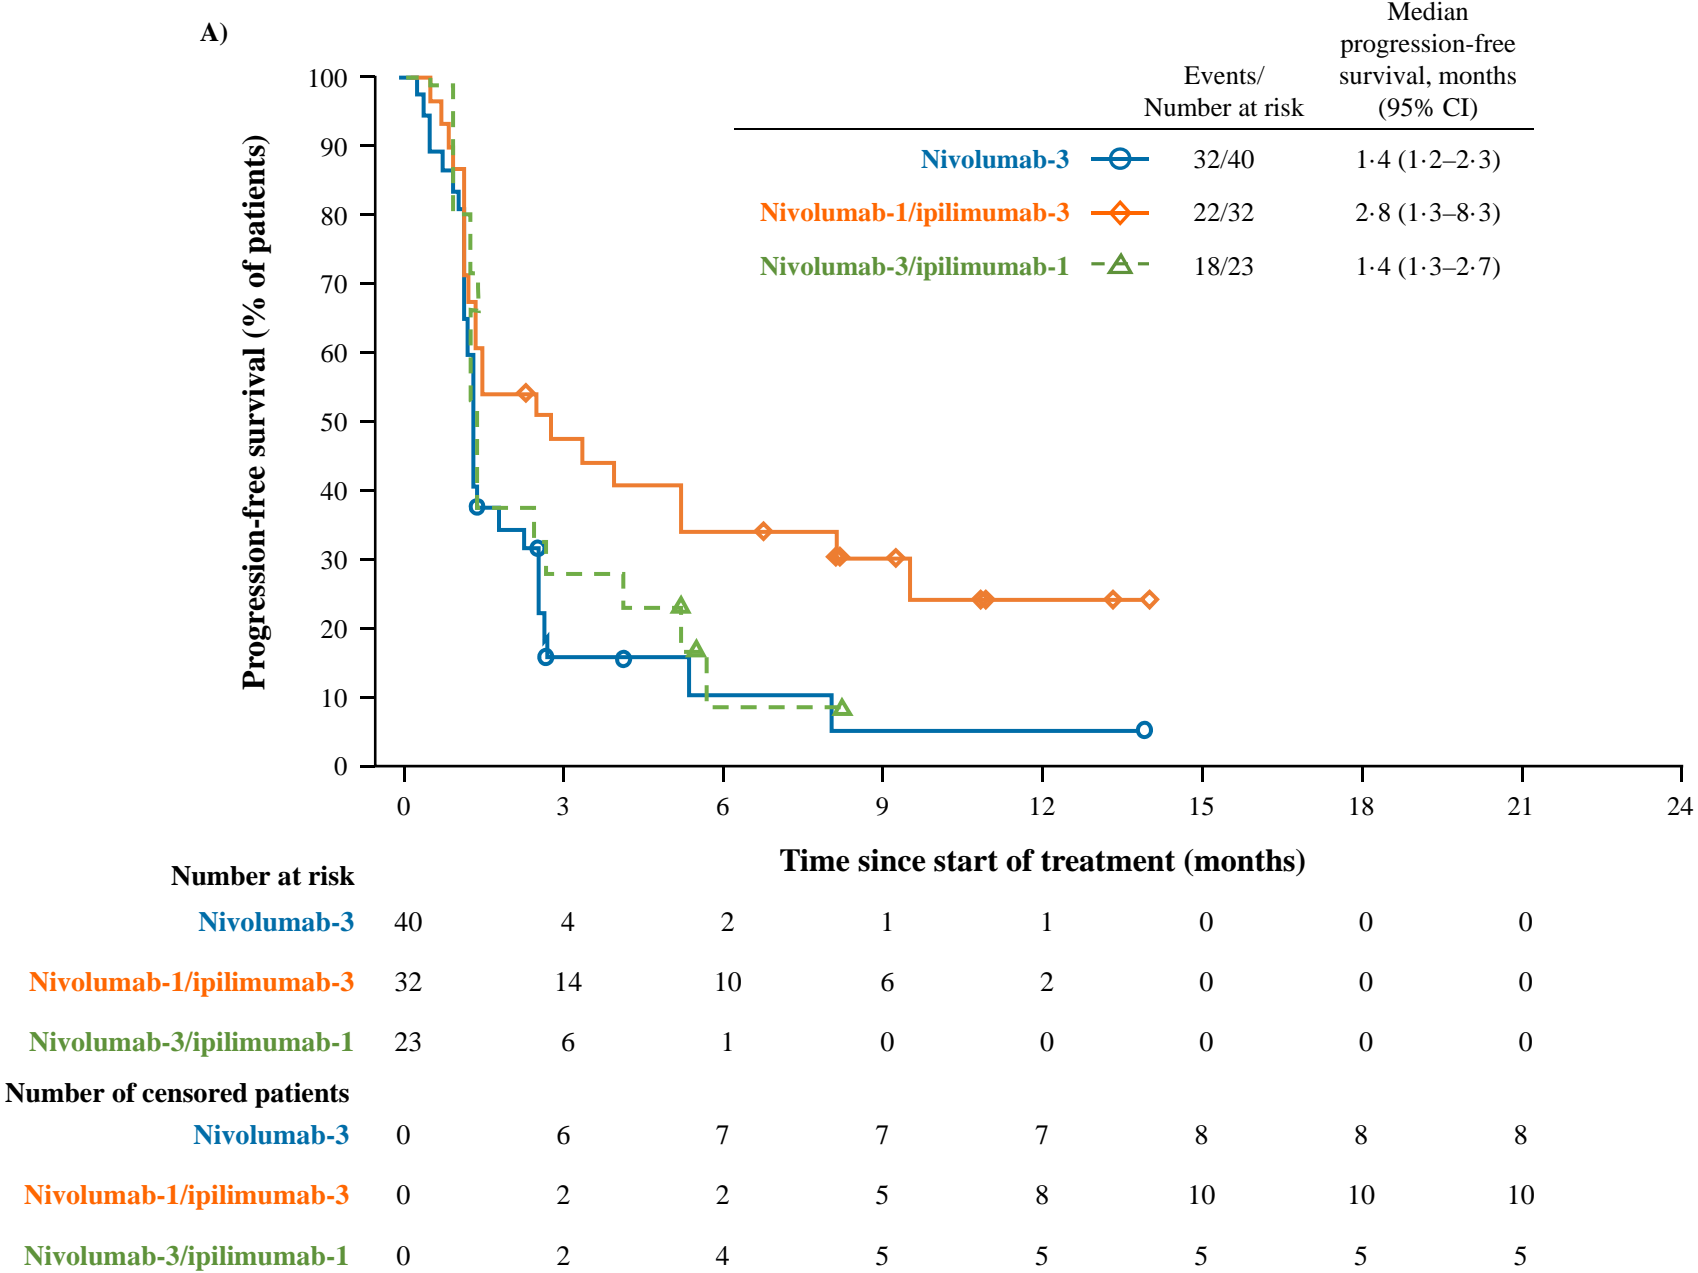 A)
Median
progression-free
survival, months
(95% CI)
Events/
Number at risk
Nivolumab-3 32/40 1·4 (1·2–2·3)
Nivolumab-1/ipilimumab-3 22/32 2·8 (1·3–8·3)
Nivolumab-3/ipilimumab-1 18/23 1·4 (1·3–2·7)
Progression-free survival (% of patients)
100
90
80
70
60
50
40
30
20
10
0
0 3 6 9 12 15 18 21 24
Time since start of treatment (months)
Number at risk
Nivolumab-3 40 4 2 1 1 0 0 0
Nivolumab-1/ipilimumab-3 32 14 10 6 2 0 0 0
Nivolumab-3/ipilimumab-1 23 6 1 0 0 0 0 0
Number of censored patients
Nivolumab-3 0 6 7 7 7 8 8 8
Nivolumab-1/ipilimumab-3 0 2 2 5 8 10 10 10
Nivolumab-3/ipilimumab-1 0 2 4 5 5 5 5 5